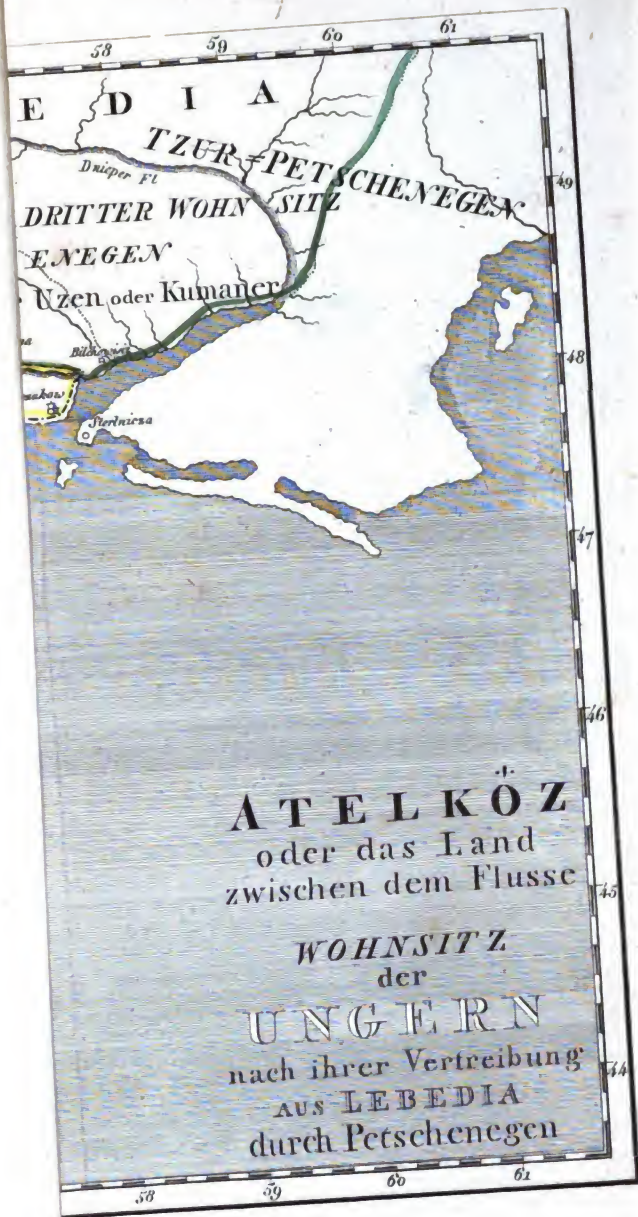 58 59 60 61
E D I A
TZUR=PETSCHENEGEN
Dnieper Fl
49
DRITTER WOHNSITZ
ENEGEN
Uzen oder Kumaner
48
Sterlnicza
47
46
ATELKÖZ
oder das Land
zwischen dem Flusse
45
WOHNSITZ
der
UNGERN
nach ihrer Vertreibung
44
AUS LEBEDIA
durch Petschenegen
58 59 60 61